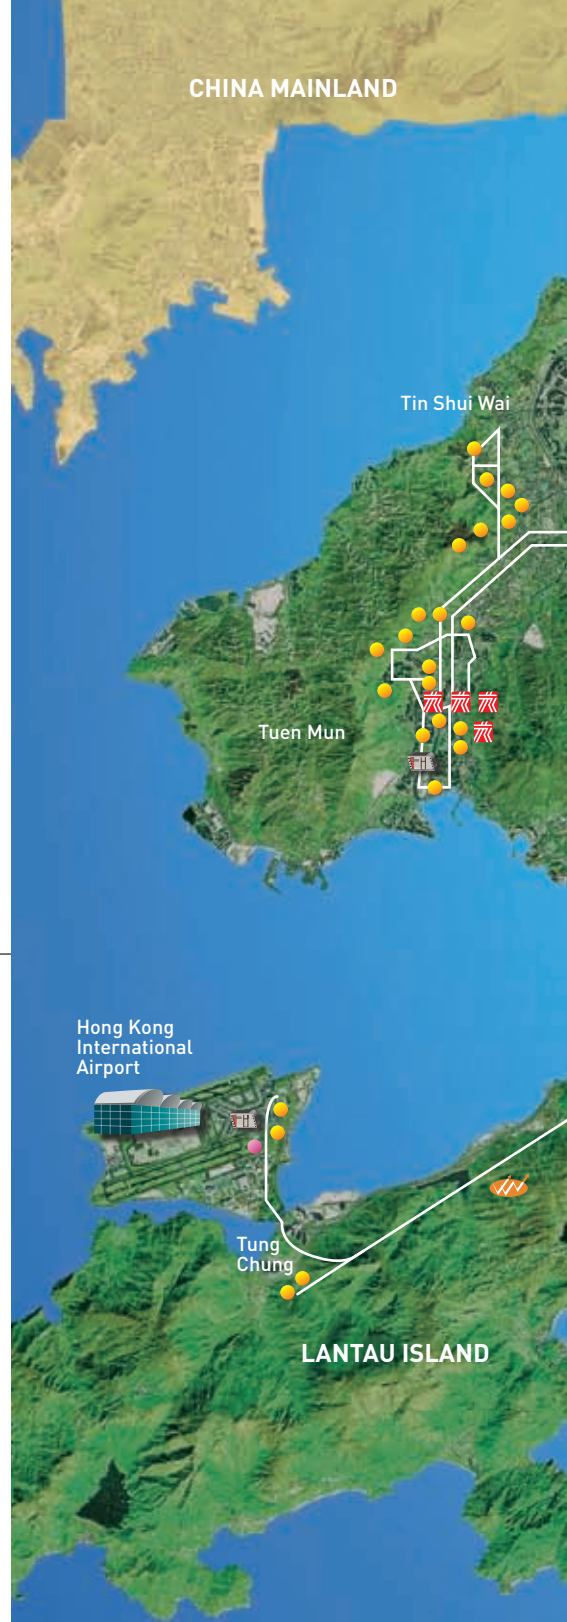 CHINA MAINLAND
Tin Shui Wai
Tuen Mun
Hong Kong
International
Airport
Tung
Chung
LANTAU ISLAND